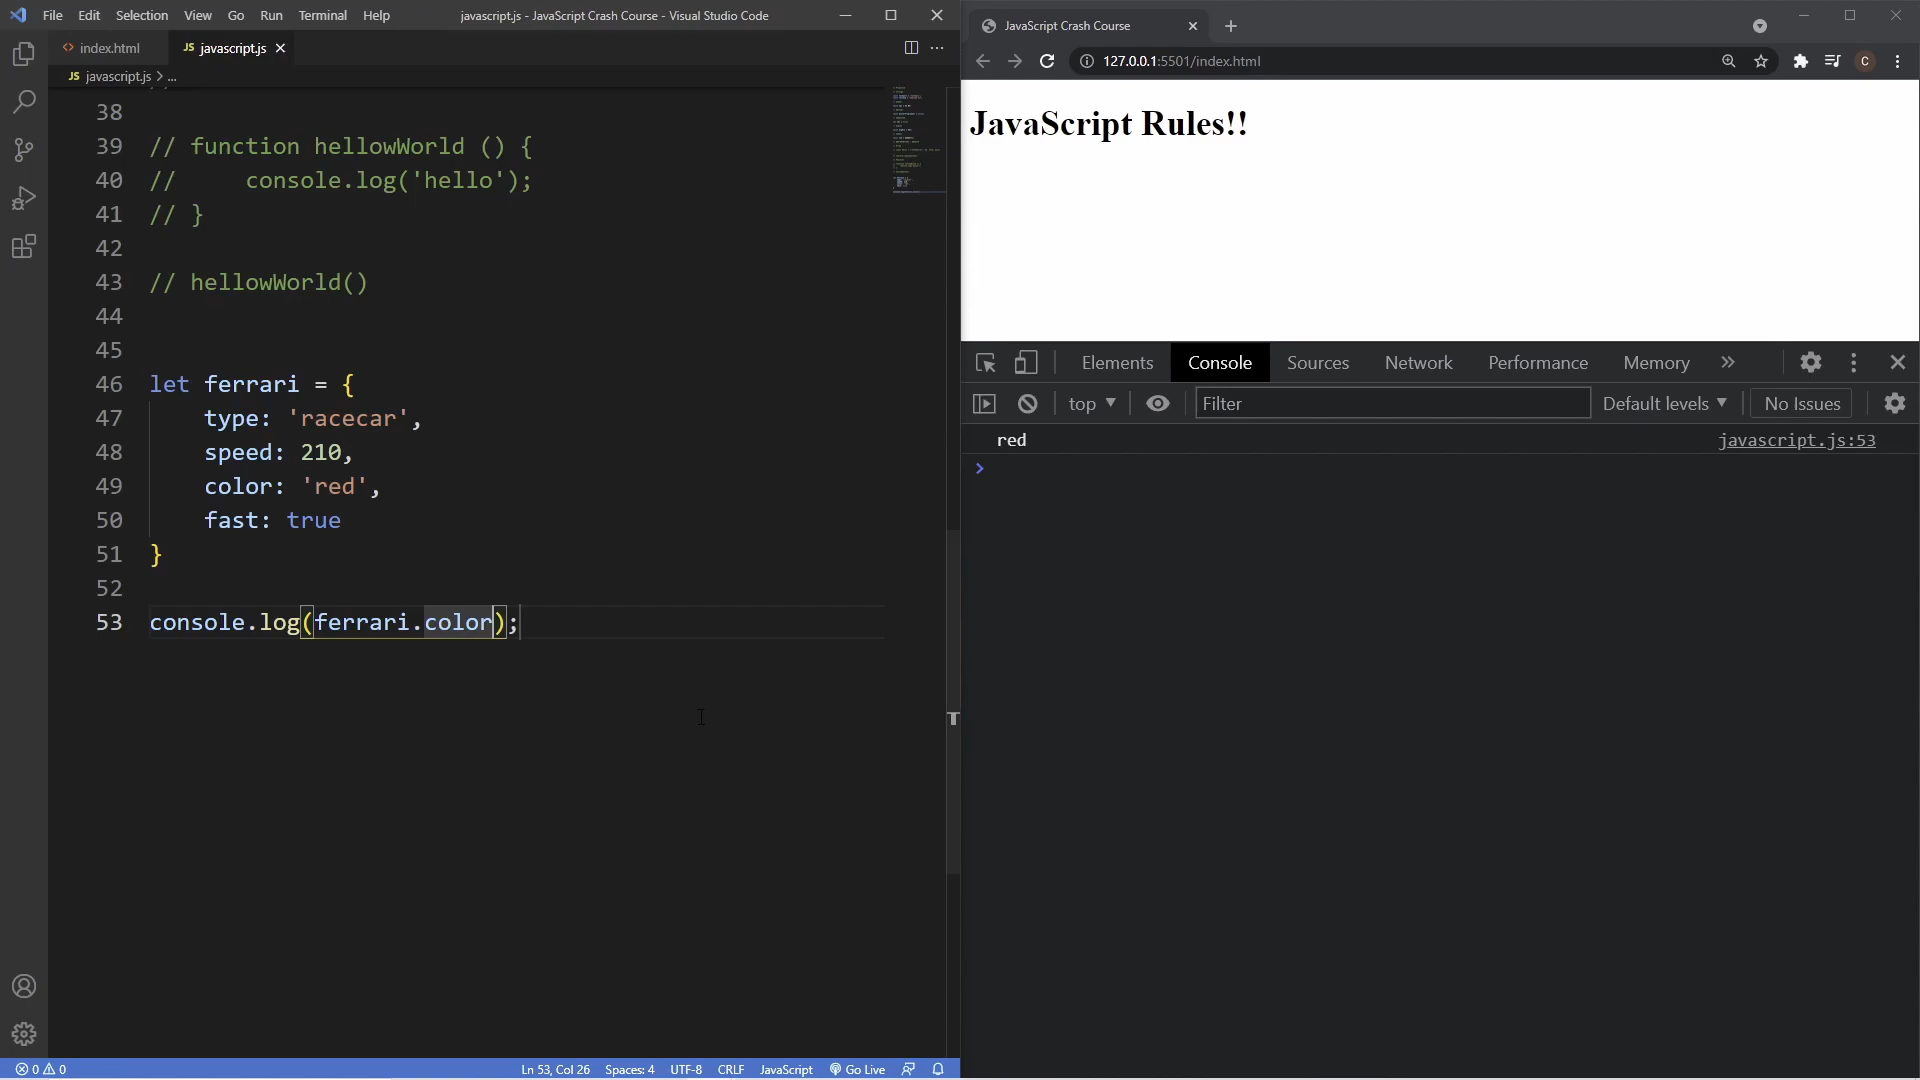 File Edit Selection View Go Run Terminal Help
javascript.js - JavaScript Crash Course - Visual Studio Code
index.html
JS javascript.js
JS javascript.js > ...
38
39 // function hellowWorld () {
40 //     console.log('hello');
41 // }
42
43 // hellowWorld()
44
45
46 let ferrari = {
47     type: 'racecar',
48     speed: 210,
49     color: 'red',
50     fast: true
51 }
52
53 console.log(ferrari.color);
0 0
Ln 53, Col 26 Spaces: 4 UTF-8 CRLF JavaScript Go Live
JavaScript Crash Course
127.0.0.1:5501/index.html
C
JavaScript Rules!!
Elements Console Sources Network Performance Memory
top Filter Default levels No Issues
red javascript.js:53